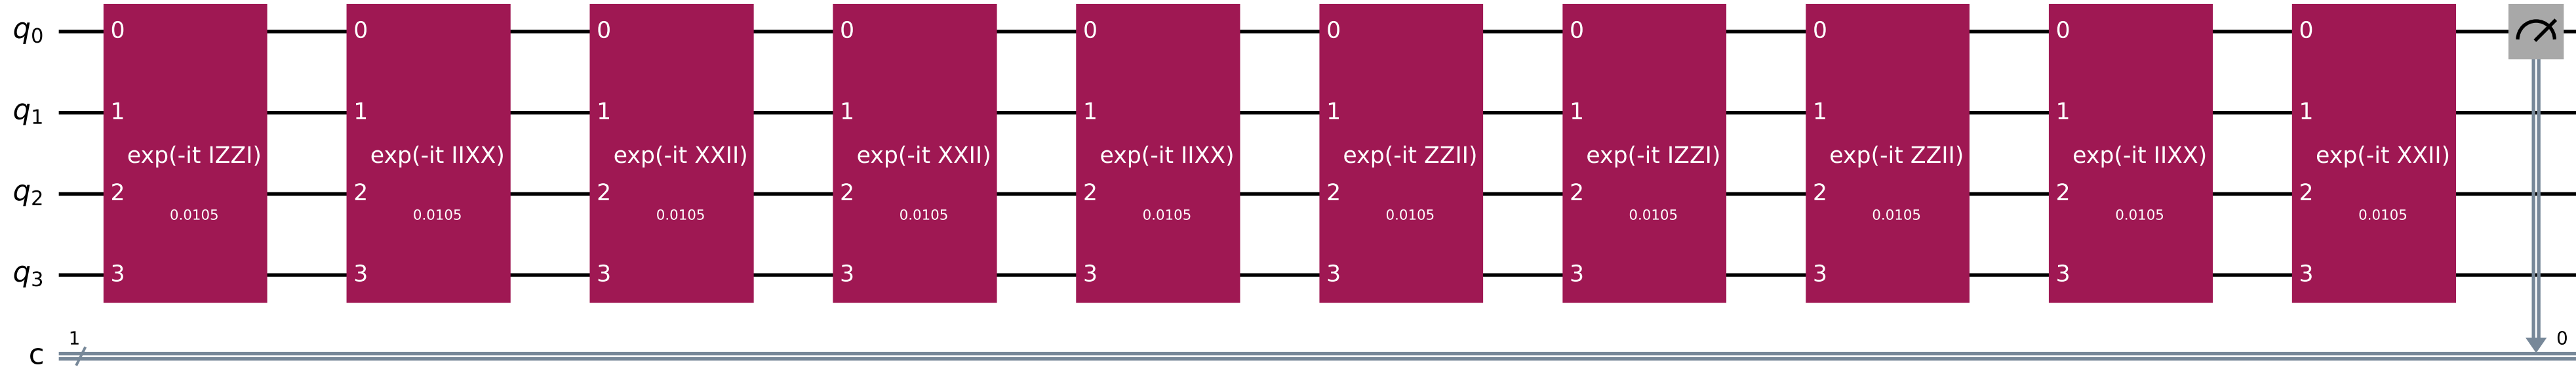 q0 0 0 0 0 0 0 0 0 0 0
q1 1 1 1 1 1 1 1 1 1 1
exp(-it IZZI) exp(-it IIXX) exp(-it XXII) exp(-it XXII) exp(-it IIXX) exp(-it ZZII) exp(-it IZZI) exp(-it ZZII) exp(-it IIXX) exp(-it XXII)
q2 2 2 2 2 2 2 2 2 2 2
0.0105 0.0105 0.0105 0.0105 0.0105 0.0105 0.0105 0.0105 0.0105 0.0105
q3 3 3 3 3 3 3 3 3 3 3
1 0
c